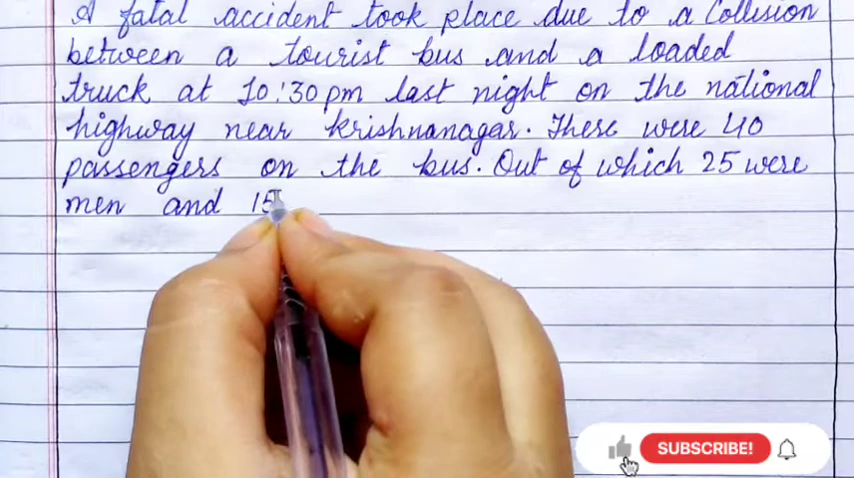 A fatal accident took place due to a Collision
between a tourist bus and a loaded
truck at 10:30 pm last night on the national
highway near Krishnanagar. There were 40
passengers on the bus. Out of which 25 were
men and 15
SUBSCRIBE!